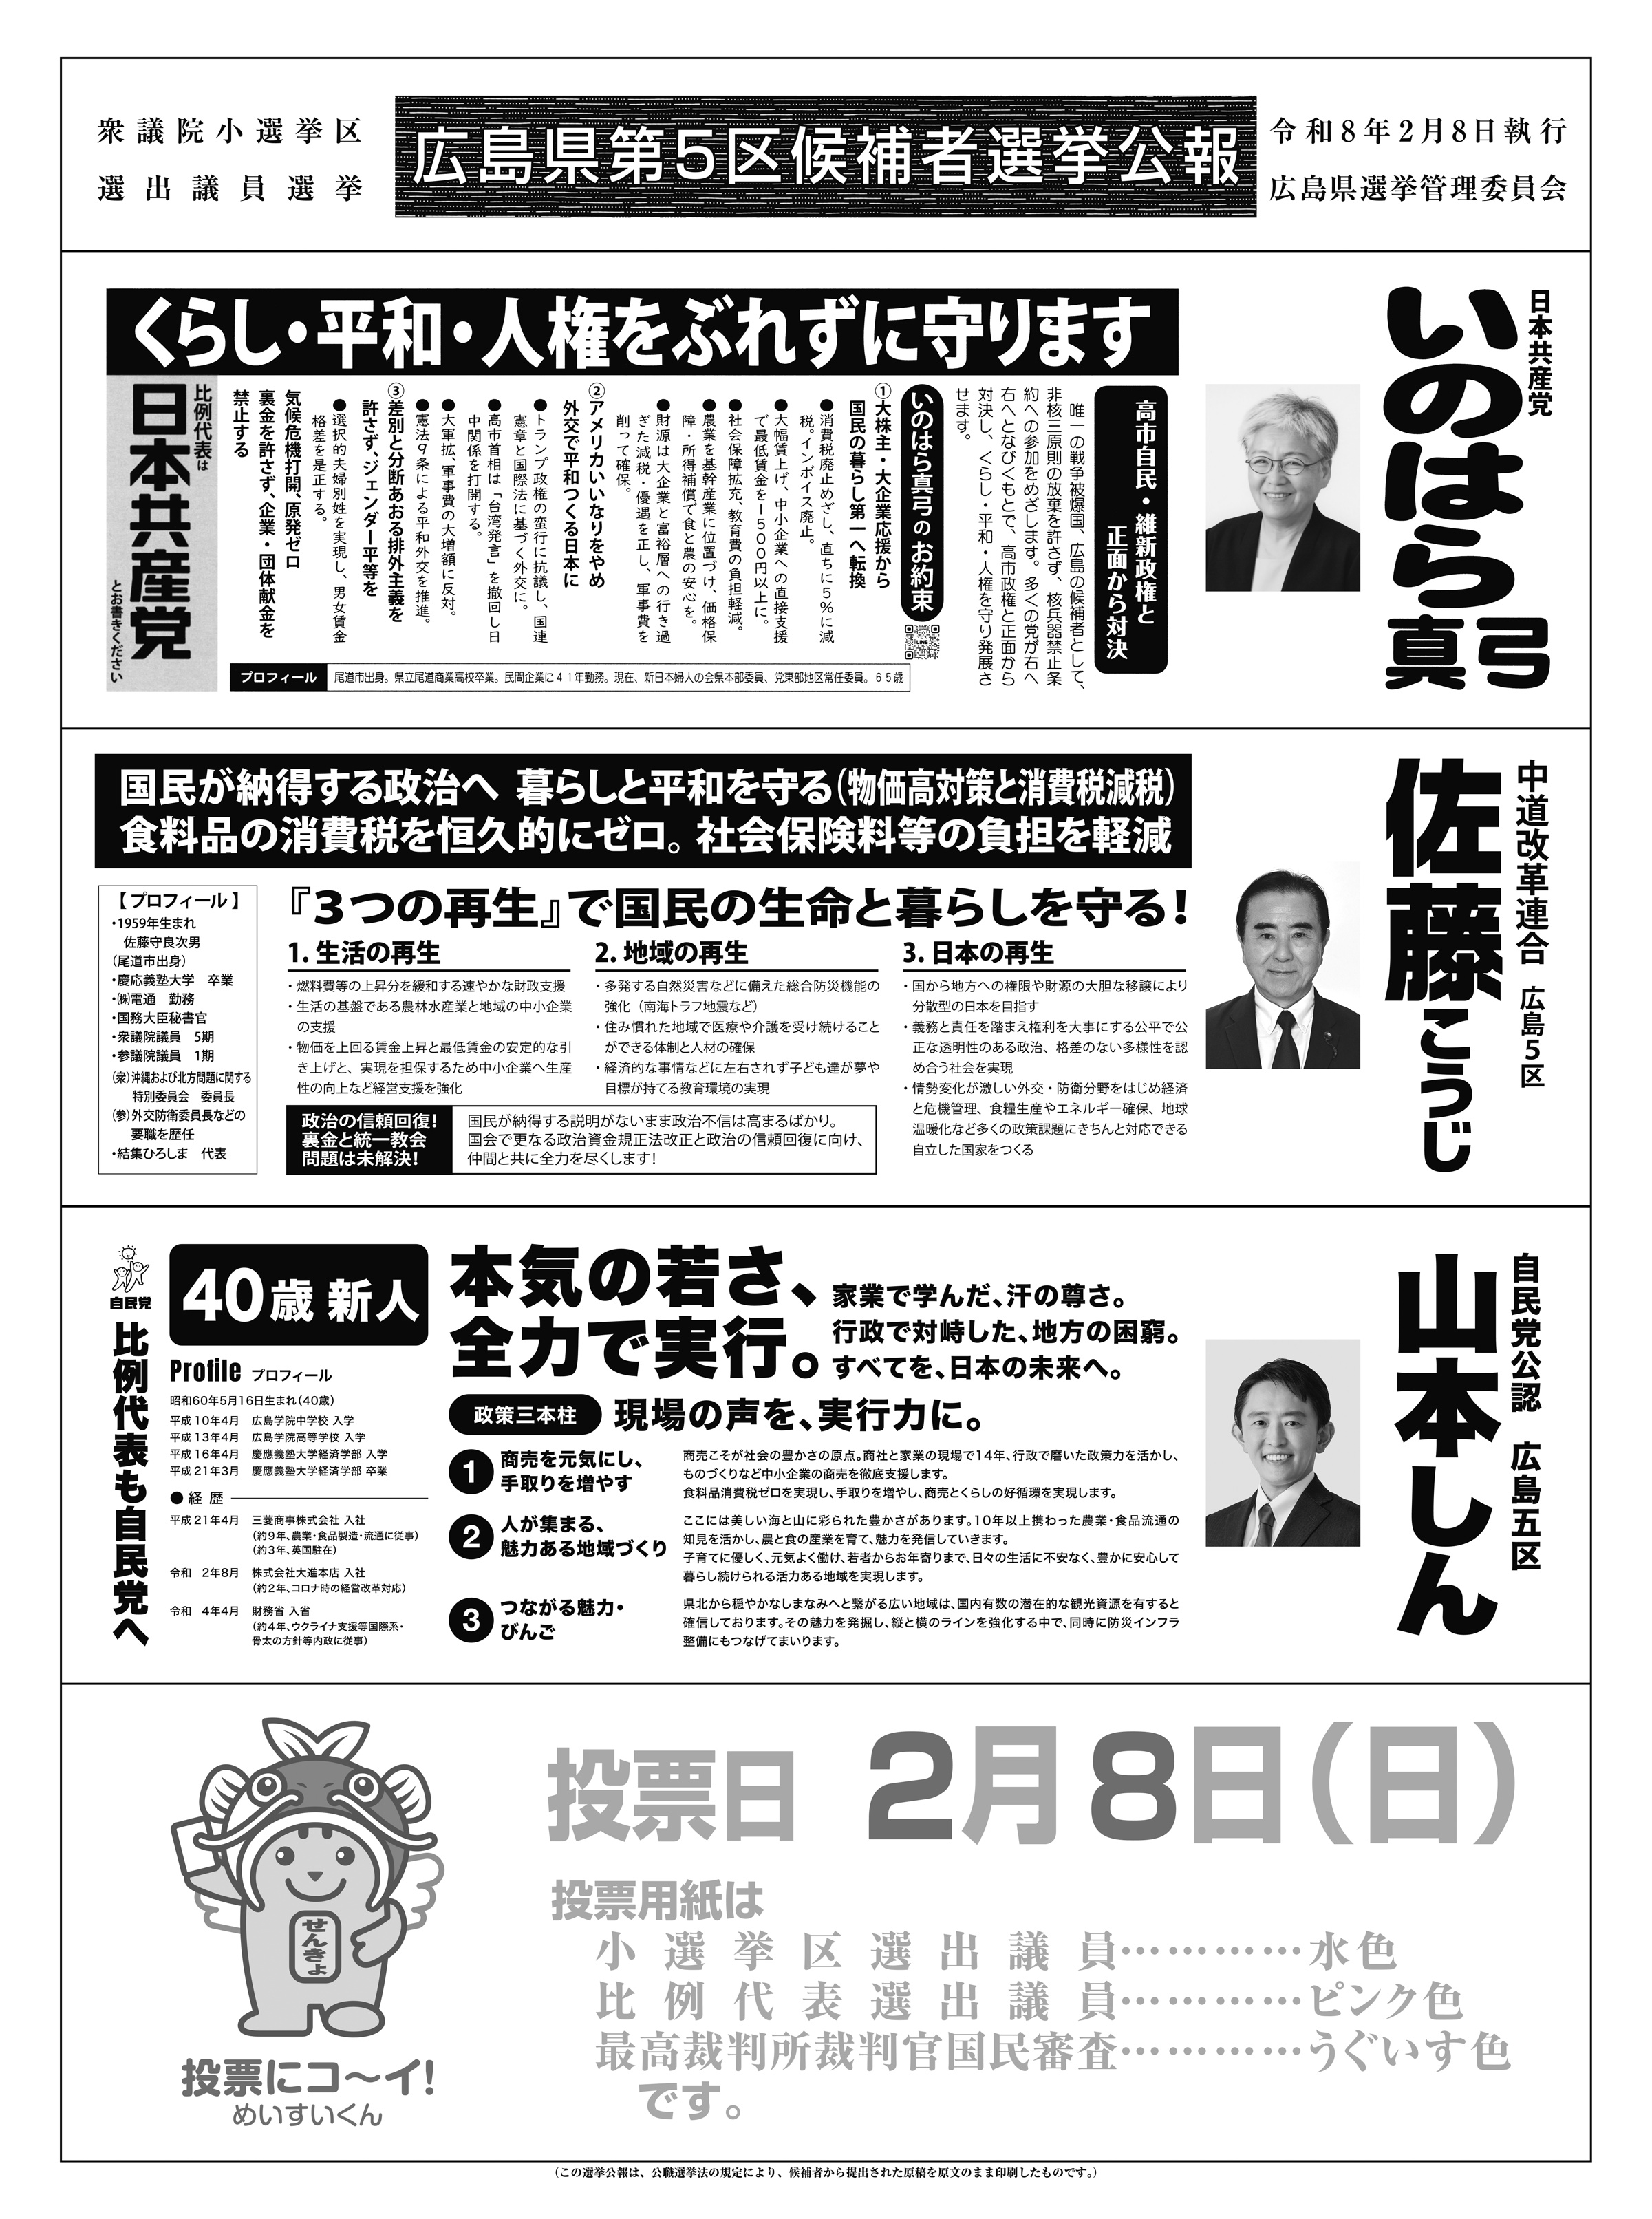 衆議院小選挙区
選出議員選挙
広島県第5区候補者選挙公報
令和8年2月8日執行
広島県選挙管理委員会
日本共産党
いのはら真弓
くらし・平和・人権をぶれずに守ります
高市自民・維新政権と
正面から対決
唯一の戦争被爆国、広島の候補者として、
非核三原則の放棄を許さず、核兵器禁止条
約への参加をめざします。多くの党が右へ
右へとなびくもとで、高市政権と正面から
対決し、くらし・平和・人権を守り発展さ
せます。
いのはら真弓のお約束
LINE
①大株主・大企業応援から
国民の暮らし第一へ転換
●消費税廃止めざし、直ちに5％に減
税。インボイス廃止。
●大幅賃上げ、中小企業への直接支援
で最低賃金を1500円以上に。
●社会保障拡充、教育費の負担軽減。
●農業を基幹産業に位置づけ、価格保
障・所得補償で食と農の安心を。
●財源は大企業と富裕層への行き過
ぎた減税・優遇を正し、軍事費を
削って確保。
②アメリカいいなりをやめ
外交で平和つくる日本に
●トランプ政権の蛮行に抗議し、国連
憲章と国際法に基づく外交に。
●高市首相は「台湾発言」を撤回し日
中関係を打開する。
●大軍拡、軍事費の大増額に反対。
●憲法9条による平和外交を推進。
③差別と分断あおる排外主義を
許さず、ジェンダー平等を
●選択的夫婦別姓を実現し、男女賃金
格差を是正する。
気候危機打開、原発ゼロ
裏金を許さず、企業・団体献金を
禁止する
比例代表は
日本共産党
とお書きください
プロフィール
尾道市出身。県立尾道商業高校卒業。民間企業に41年勤務。現在、新日本婦人の会県本部委員、党東部地区常任委員。65歳
中道改革連合 広島5区
佐藤こうじ
国民が納得する政治へ 暮らしと平和を守る（物価高対策と消費税減税）
食料品の消費税を恒久的にゼロ。社会保険料等の負担を軽減
【プロフィール】
・1959年生まれ
佐藤守良次男
（尾道市出身）
・慶応義塾大学 卒業
・㈱電通 勤務
・国務大臣秘書官
・衆議院議員 5期
・参議院議員 1期
（衆）沖縄および北方問題に関する
特別委員会 委員長
（参）外交防衛委員長などの
要職を歴任
・結集ひろしま 代表
『3つの再生』で国民の生命と暮らしを守る！
1. 生活の再生
・燃料費等の上昇分を緩和する速やかな財政支援
・生活の基盤である農林水産業と地域の中小企業
の支援
・物価を上回る賃金上昇と最低賃金の安定的な引
き上げと、実現を担保するため中小企業へ生産
性の向上など経営支援を強化
2. 地域の再生
・多発する自然災害などに備えた総合防災機能の
強化（南海トラフ地震など）
・住み慣れた地域で医療や介護を受け続けること
ができる体制と人材の確保
・経済的な事情などに左右されず子ども達が夢や
目標が持てる教育環境の実現
3. 日本の再生
・国から地方への権限や財源の大胆な移譲により
分散型の日本を目指す
・義務と責任を踏まえ権利を大事にする公平で公
正な透明性のある政治、格差のない多様性を認
め合う社会を実現
・情勢変化が激しい外交・防衛分野をはじめ経済
と危機管理、食糧生産やエネルギー確保、地球
温暖化など多くの政策課題にきちんと対応できる
自立した国家をつくる
政治の信頼回復！
裏金と統一教会
問題は未解決！
国民が納得する説明がないまま政治不信は高まるばかり。
国会で更なる政治資金規正法改正と政治の信頼回復に向け、
仲間と共に全力を尽くします！
自民党公認 広島五区
山本しん
自民党
比例代表も自民党へ
40歳 新人
Profile プロフィール
昭和60年5月16日生まれ（40歳）
平成10年4月 広島学院中学校 入学
平成13年4月 広島学院高等学校 入学
平成16年4月 慶應義塾大学経済学部 入学
平成21年3月 慶應義塾大学経済学部 卒業
●経歴
平成21年4月 三菱商事株式会社 入社
（約9年、農業・食品製造・流通に従事）
（約3年、英国駐在）
令和 2年8月 株式会社大進本店 入社
（約2年、コロナ時の経営改革対応）
令和 4年4月 財務省 入省
（約4年、ウクライナ支援等国際系・
骨太の方針等内政に従事）
本気の若さ、
全力で実行。
家業で学んだ、汗の尊さ。
行政で対峙した、地方の困窮。
すべてを、日本の未来へ。
政策三本柱 現場の声を、実行力に。
1 商売を元気にし、
手取りを増やす
商売こそが社会の豊かさの原点。商社と家業の現場で14年、行政で磨いた政策力を活かし、
ものづくりなど中小企業の商売を徹底支援します。
食料品消費税ゼロを実現し、手取りを増やし、商売とくらしの好循環を実現します。
2 人が集まる、
魅力ある地域づくり
ここには美しい海と山に彩られた豊かさがあります。10年以上携わった農業・食品流通の
知見を活かし、農と食の産業を育て、魅力を発信していきます。
子育てに優しく、元気よく働け、若者からお年寄りまで、日々の生活に不安なく、豊かに安心して
暮らし続けられる活力ある地域を実現します。
3 つながる魅力・
びんご
県北から穏やかなしまなみへと繋がる広い地域は、国内有数の潜在的な観光資源を有すると
確信しております。その魅力を発掘し、縦と横のラインを強化する中で、同時に防災インフラ
整備にもつなげてまいります。
せんきょ
投票にコ〜イ！
めいすいくん
投票日 2月8日（日）
投票用紙は
小選挙区選出議員…………水色
比例代表選出議員…………ピンク色
最高裁判所裁判官国民審査…………うぐいす色
です。
（この選挙公報は、公職選挙法の規定により、候補者から提出された原稿を原文のまま印刷したものです。）